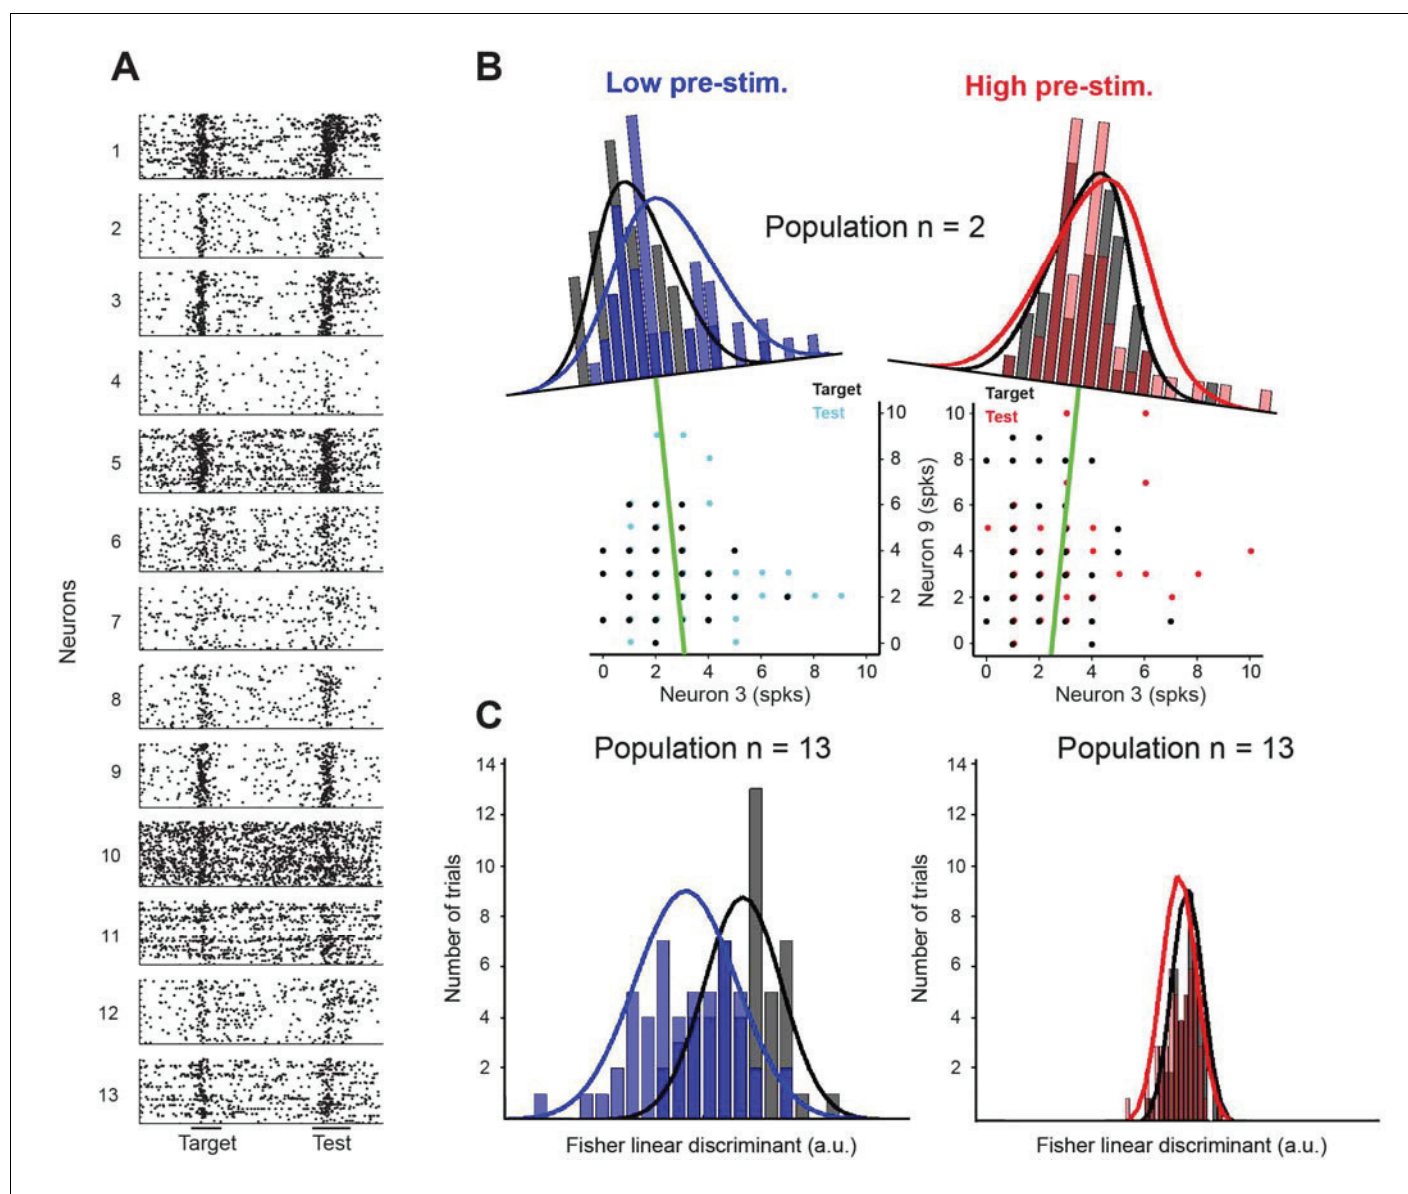 A
B
Low pre-stim.
High pre-stim.
Population n = 2
Neurons
1
2
3
4
5
6
7
8
9
10
11
12
13
Target
Test
Target
Test
10
8
6
4
2
0
0 2 4 6 8 10
Neuron 3 (spks)
Target
Test
Neuron 9 (spks)
10
8
6
4
2
0
0 2 4 6 8 10
Neuron 3 (spks)
C
Population n = 13
Number of trials
14
12
10
8
6
4
2
Fisher linear discriminant (a.u.)
Population n = 13
Number of trials
14
12
10
8
6
4
2
Fisher linear discriminant (a.u.)